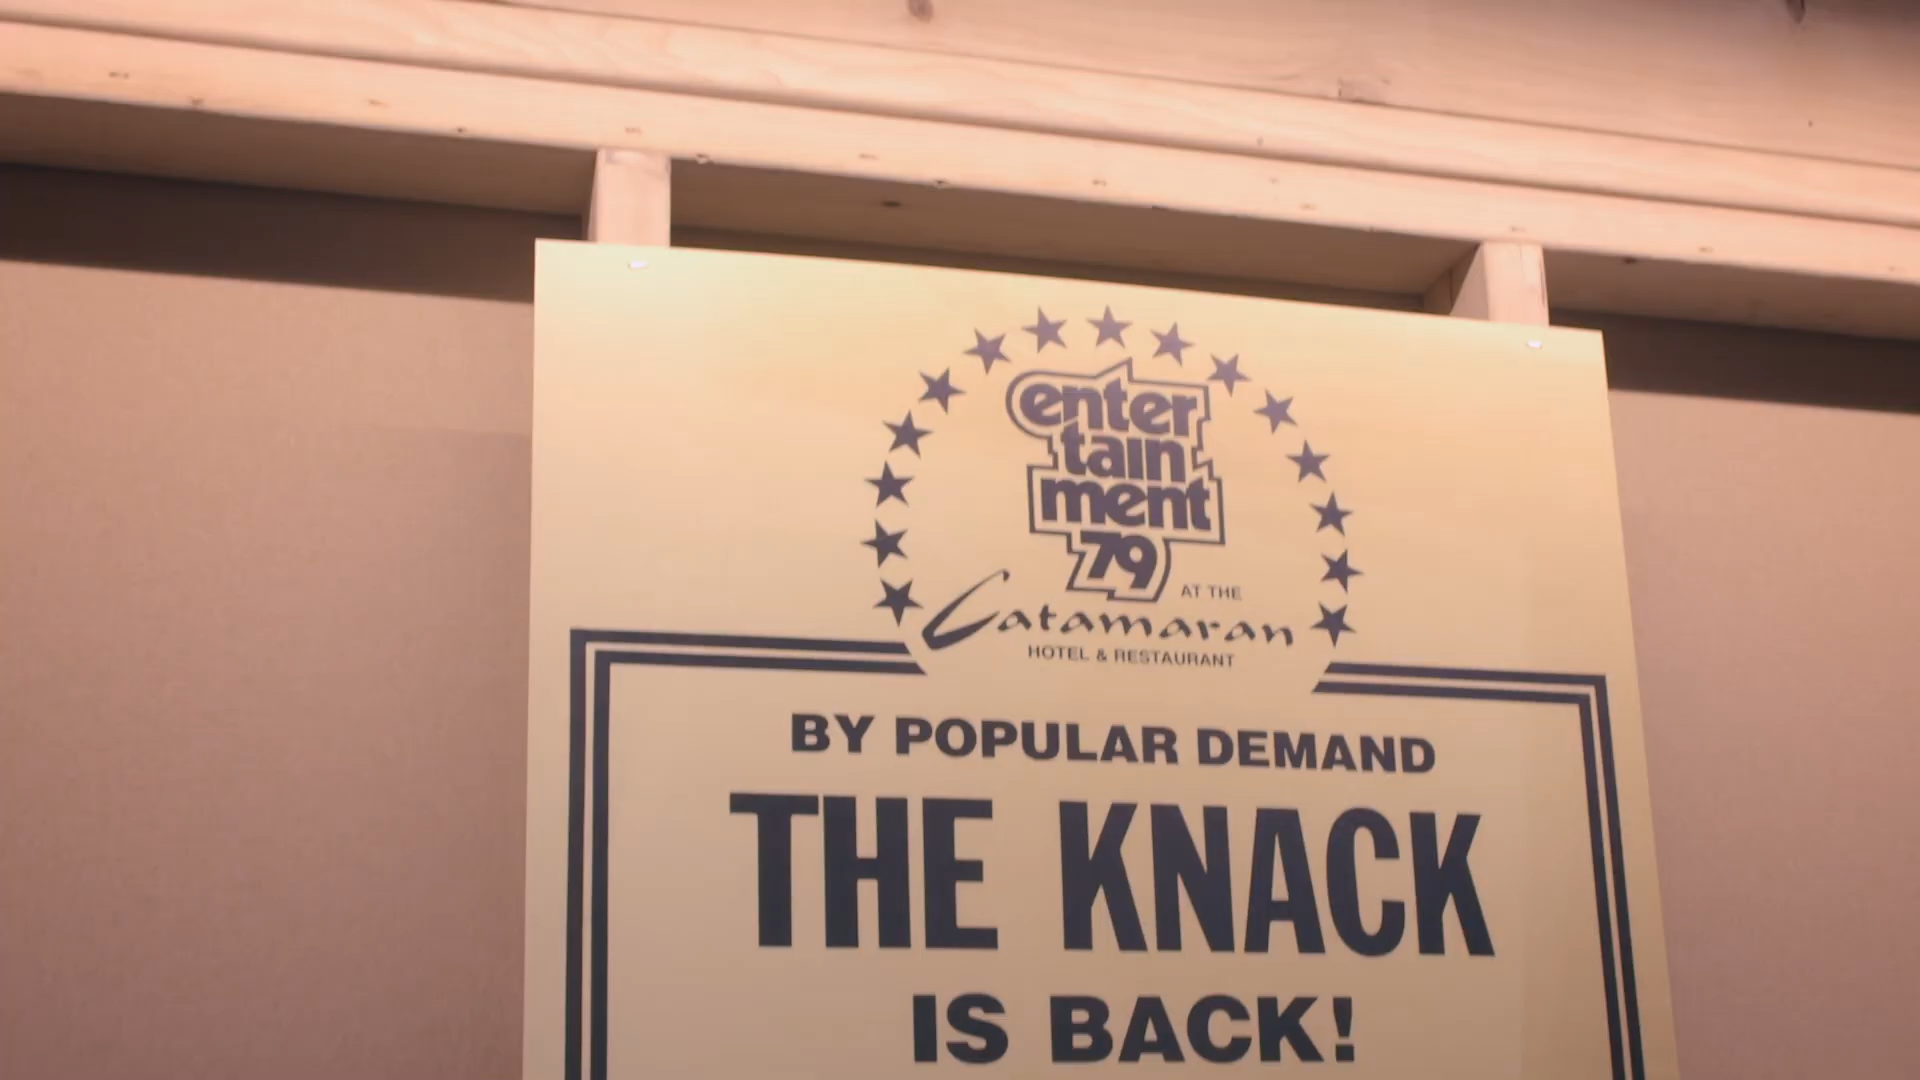 enter
tain
ment
79
AT THE
Catamaran
HOTEL & RESTAURANT
BY POPULAR DEMAND
THE KNACK
IS BACK!